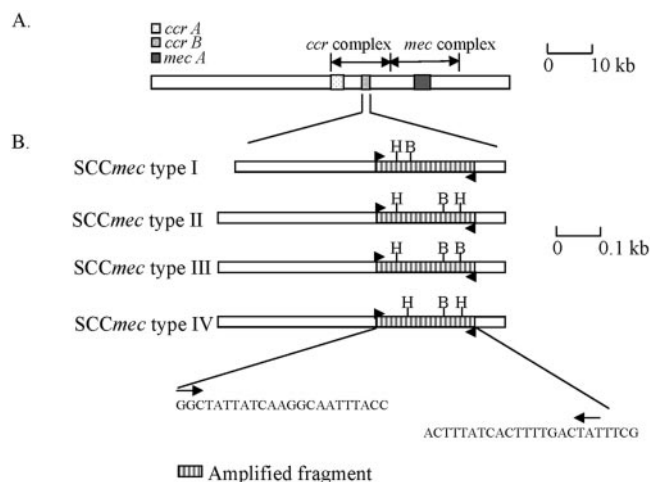 A.
ccr A
ccr B
mec A
ccr complex
mec complex
0 10 kb
B.
SCCmec type I
H B
SCCmec type II
H B H
0 0.1 kb
SCCmec type III
H B B
SCCmec type IV
H B H
GGCTATTATCAAGGCAATTTACC
ACTTTATCACTTTTGACTATTTCG
Amplified fragment